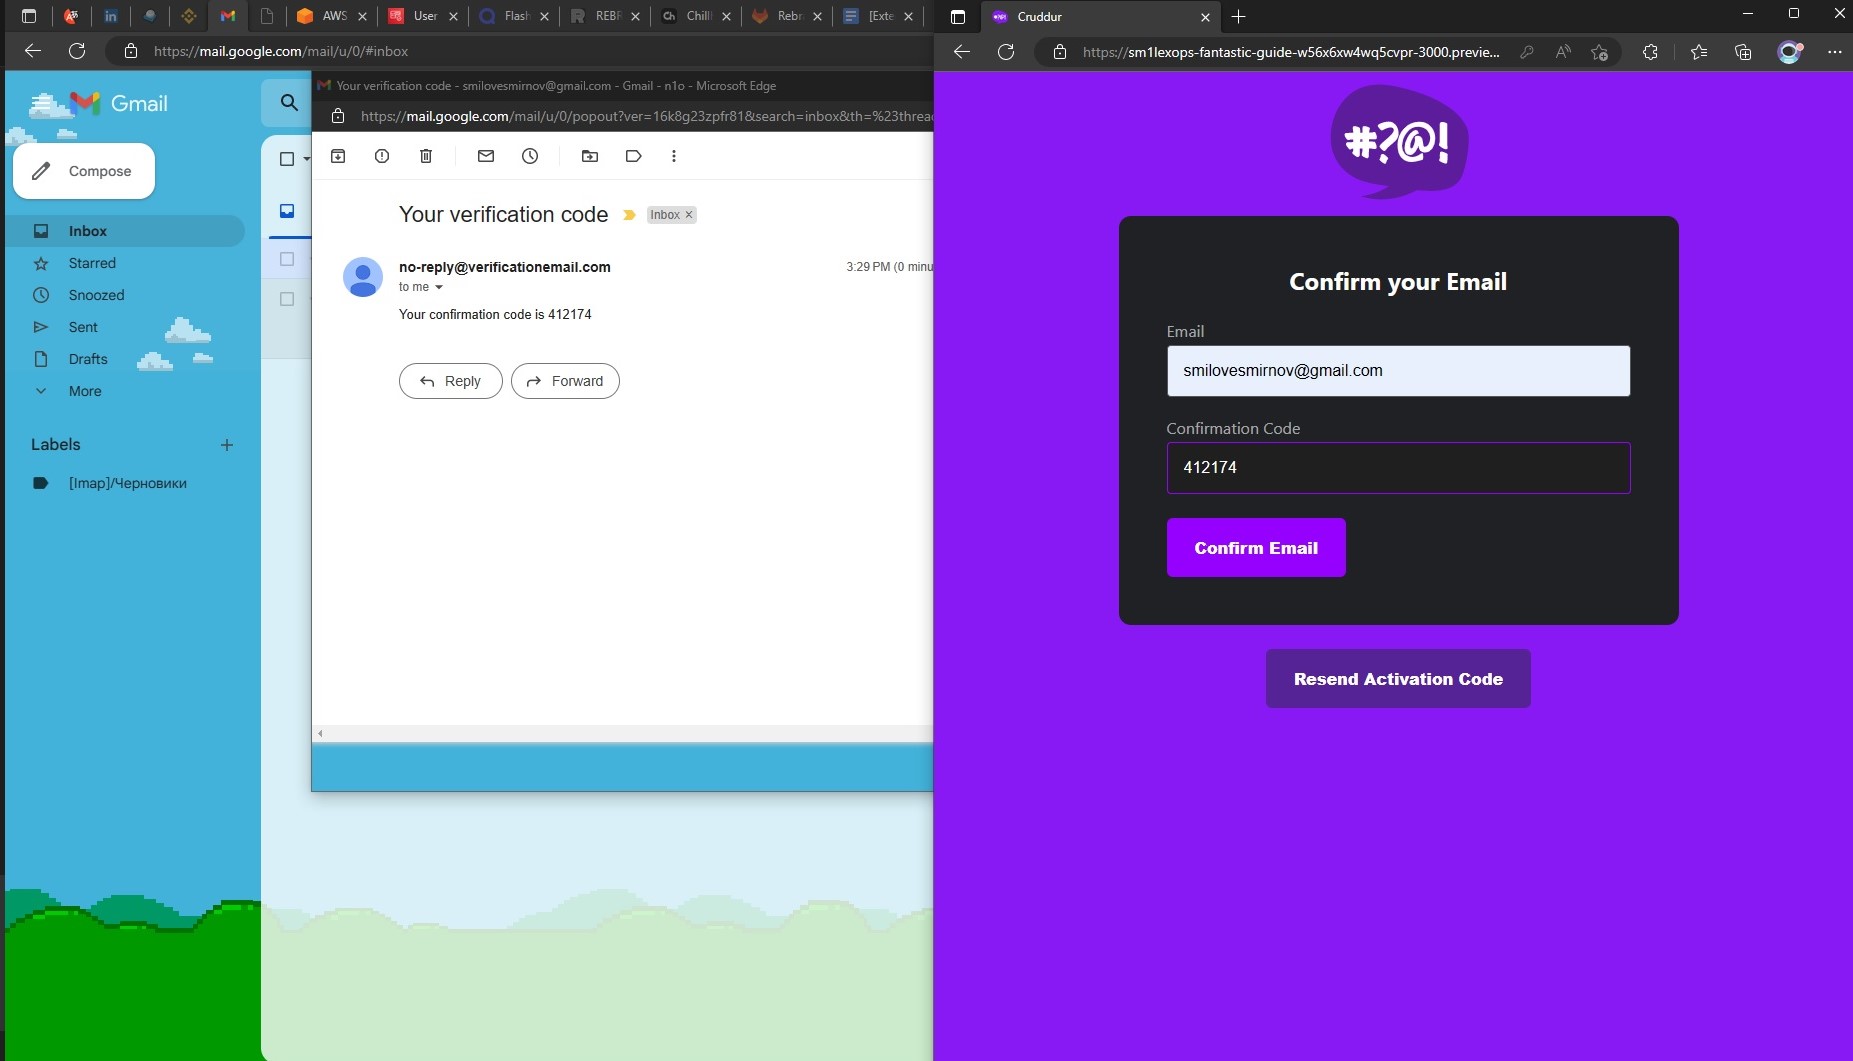 AWS
User
Flash
REBR
Chill
Rebra
[Exte
https://mail.google.com/mail/u/0/#inbox
Gmail
Compose
Inbox
Starred
Snoozed
Sent
Drafts
More
Labels
[Imap]/Черновики
Your verification code - smilovesmirnov@gmail.com - Gmail - n1o - Microsoft Edge
https://mail.google.com/mail/u/0/popout?ver=16k8g23zpfr81&search=inbox&th=%23threa
Your verification code
Inbox
no-reply@verificationemail.com
3:29 PM (0 minu
to me
Your confirmation code is 412174
Reply
Forward
Cruddur
https://sm1lexops-fantastic-guide-w56x6xw4wq5cvpr-3000.previe...
#?@!
Confirm your Email
Email
smilovesmirnov@gmail.com
Confirmation Code
412174
Confirm Email
Resend Activation Code